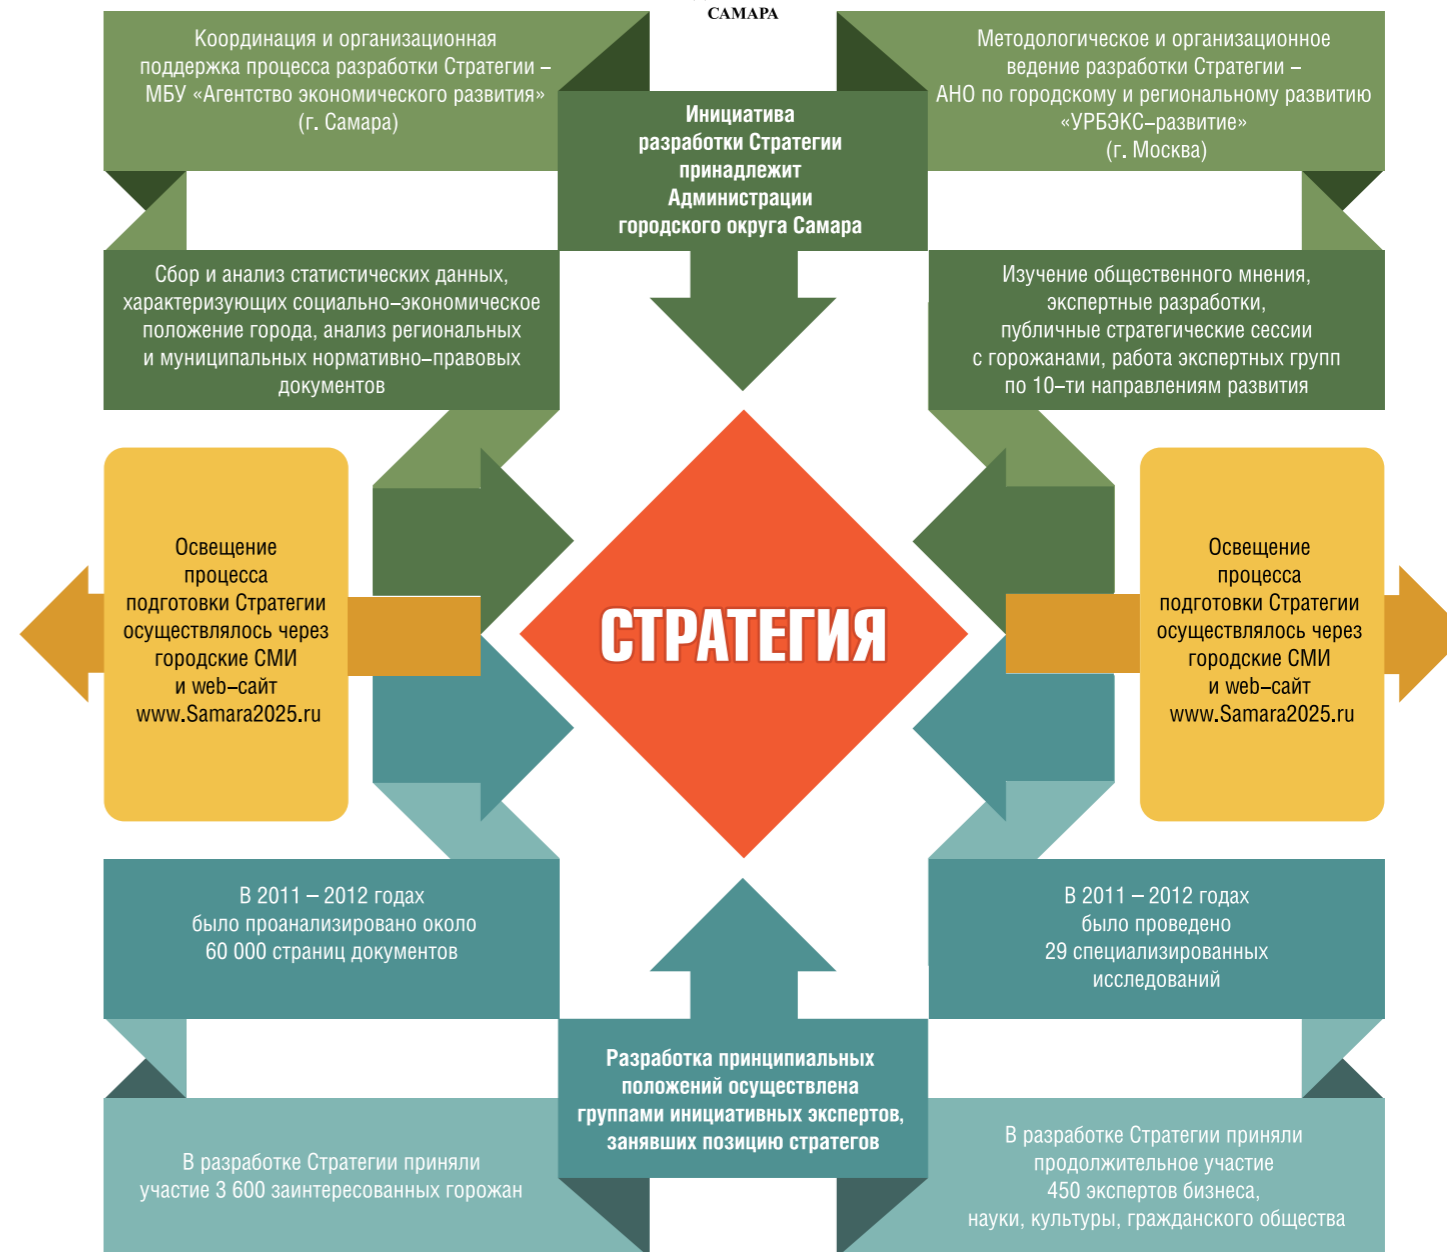 САМАРА
Координация и организационная
поддержка процесса разработки Стратегии –
МБУ «Агентство экономического развития»
(г. Самара)
Инициатива
разработки Стратегии
принадлежит
Администрации
городского округа Самара
Методологическое и организационное
ведение разработки Стратегии –
АНО по городскому и региональному развитию
«УРБЭКС–развитие»
(г. Москва)
Сбор и анализ статистических данных,
характеризующих социально–экономическое
положение города, анализ региональных
и муниципальных нормативно–правовых
документов
Изучение общественного мнения,
экспертные разработки,
публичные стратегические сессии
с горожанами, работа экспертных групп
по 10–ти направлениям развития
Освещение
процесса
подготовки Стратегии
осуществлялось через
городские СМИ
и web–сайт
www.Samara2025.ru
СТРАТЕГИЯ
Освещение
процесса
подготовки Стратегии
осуществлялось через
городские СМИ
и web–сайт
www.Samara2025.ru
В 2011 – 2012 годах
было проанализировано около
60 000 страниц документов
В 2011 – 2012 годах
было проведено
29 специализированных
исследований
Разработка принципиальных
положений осуществлена
группами инициативных экспертов,
занявших позицию стратегов
В разработке Стратегии приняли
участие 3 600 заинтересованных горожан
В разработке Стратегии приняли
продолжительное участие
450 экспертов бизнеса,
науки, культуры, гражданского общества